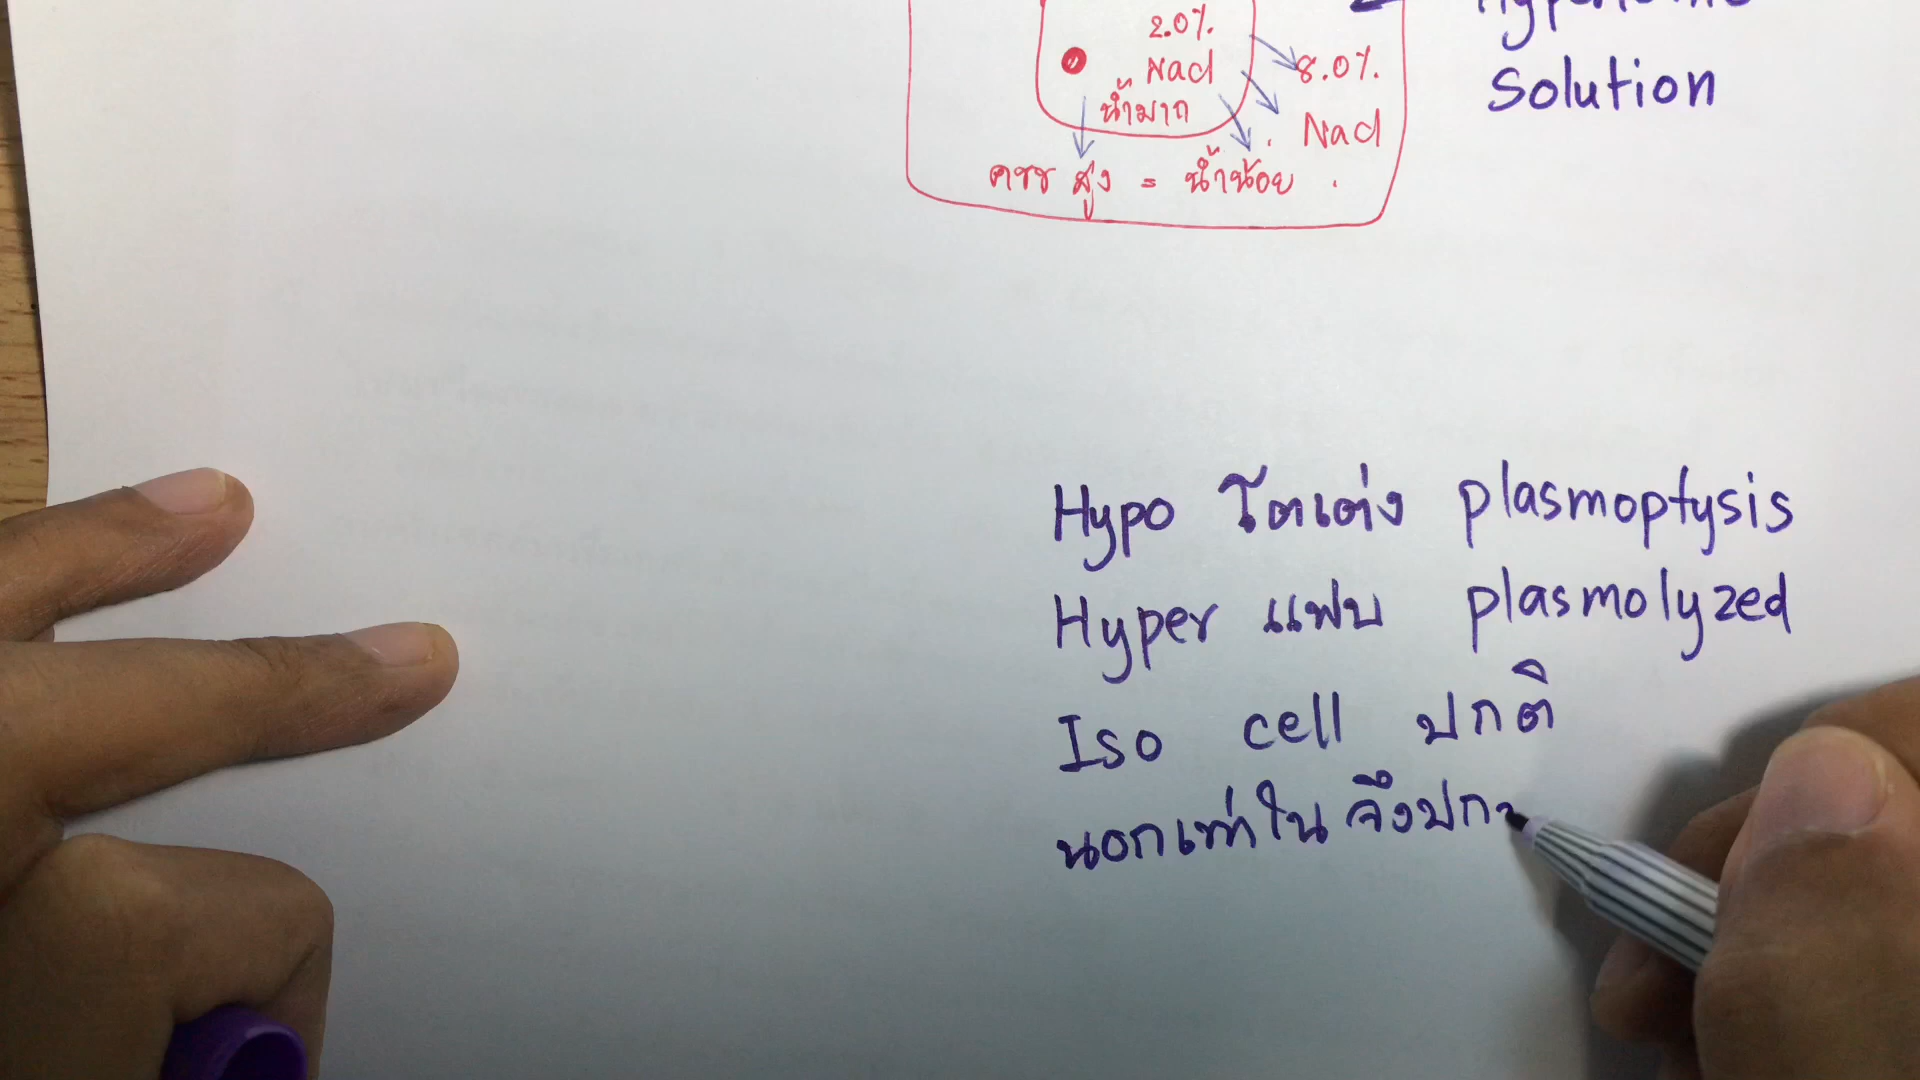 2.0%
NaCl
8.0%
น้ำมาก
NaCl
ควข สูง = น้ำน้อย
Solution
Hypo โตเต่ง plasmoptysis
Hyper แฟบ plasmolyzed
Iso cell ปกติ
นอกเท่าใน จึงปก